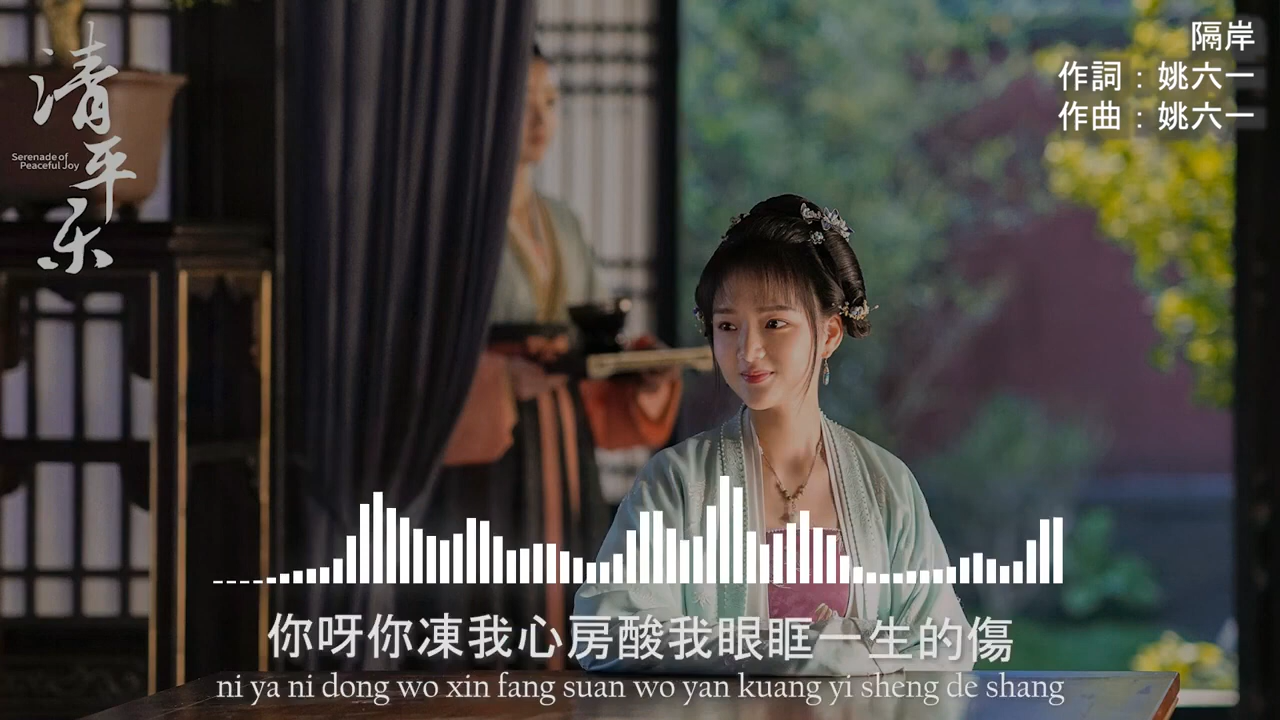 清平乐
Serenade of
Peaceful Joy
隔岸
作詞：姚六一
作曲：姚六一
你呀你凍我心房酸我眼眶一生的傷
ni ya ni dong wo xin fang suan wo yan kuang yi sheng de shang